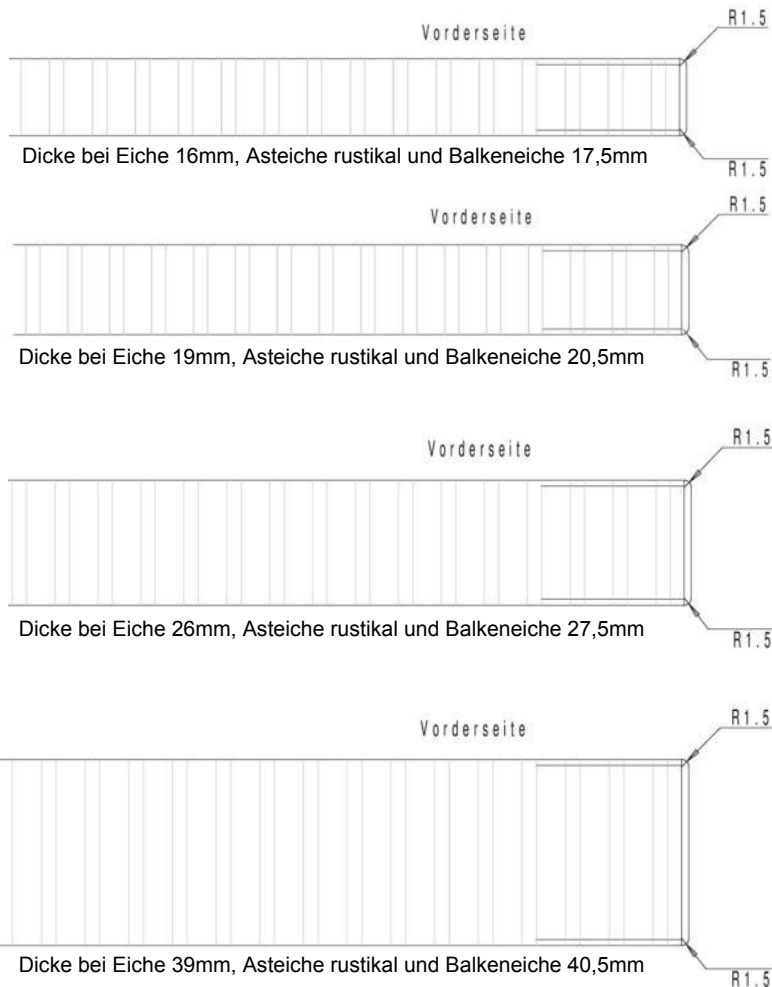 R1.5
Vorderseite
Dicke bei Eiche 16mm, Asteiche rustikal und Balkeneiche 17,5mm
R1.5
R1.5
Vorderseite
Dicke bei Eiche 19mm, Asteiche rustikal und Balkeneiche 20,5mm
R1.5
R1.5
Vorderseite
Dicke bei Eiche 26mm, Asteiche rustikal und Balkeneiche 27,5mm
R1.5
R1.5
Vorderseite
Dicke bei Eiche 39mm, Asteiche rustikal und Balkeneiche 40,5mm
R1.5